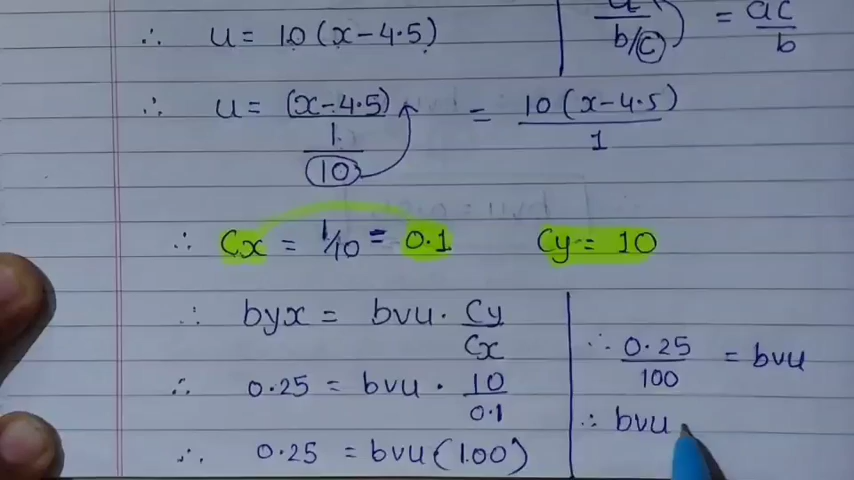 ∴ u = 10(x-4.5)
b/c = ac/b
∴ u = (x-4.5) / 1/10 = 10(x-4.5)/1
∴ Cx = 1/10 = 0.1 Cy = 10
∴ byx = bvu · Cy/Cx
∴ 0.25 = bvu · 10/0.1
∴ 0.25 = bvu(100)
∴ 0.25/100 = bvu
∴ bvu